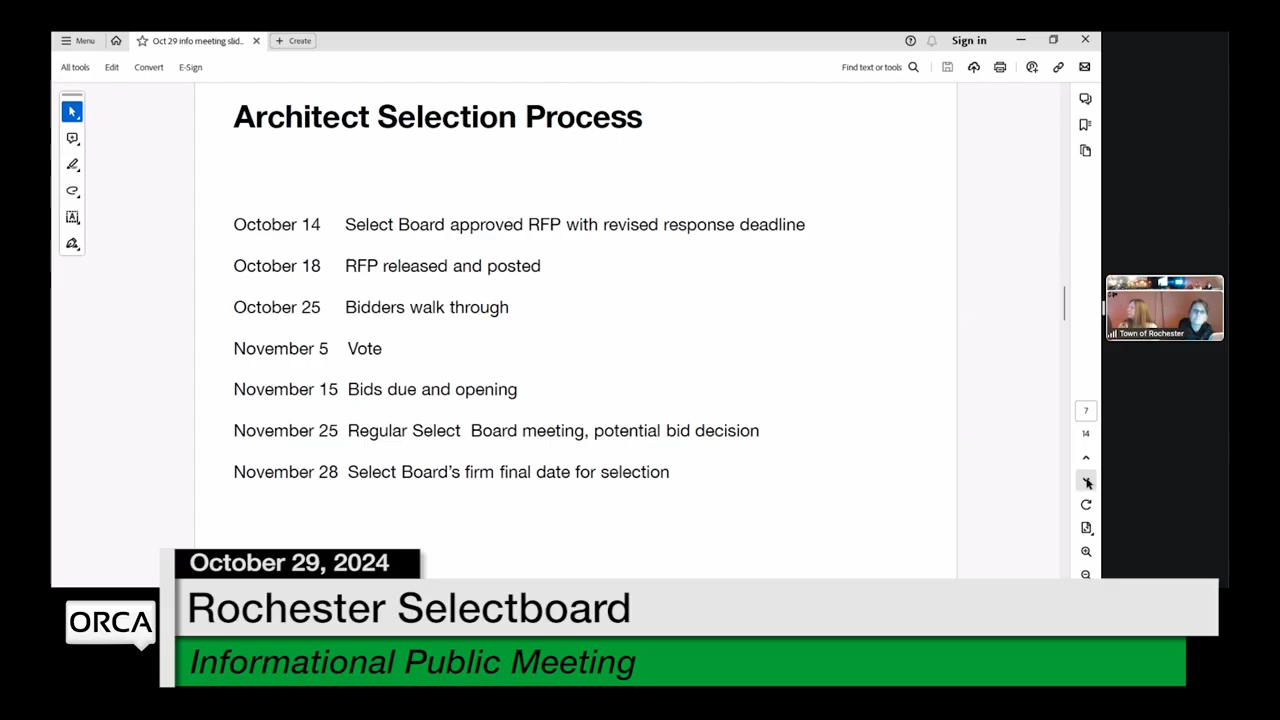 Menu
Oct 29 info meeting slid...
Create
Sign in
All tools
Edit
Convert
E-Sign
Find text or tools
Architect Selection Process
October 14 Select Board approved RFP with revised response deadline
October 18 RFP released and posted
October 25 Bidders walk through
November 5 Vote
November 15 Bids due and opening
November 25 Regular Select Board meeting, potential bid decision
November 28 Select Board's firm final date for selection
Town of Rochester
7
14
October 29, 2024
ORCA
Rochester Selectboard
Informational Public Meeting